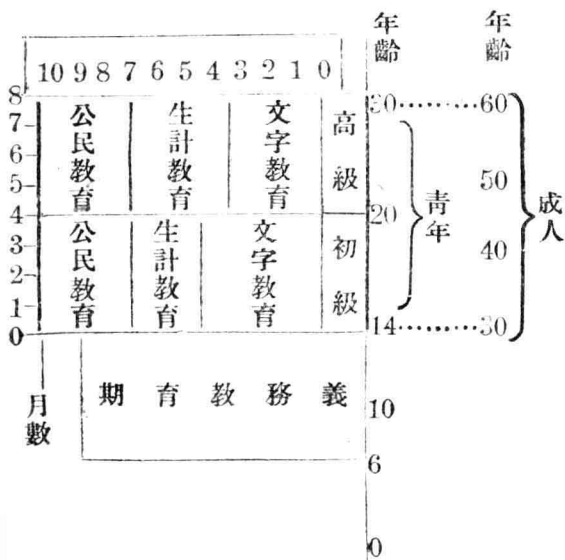 年齡
年齡
10 9 8 7 6 5 4 3 2 1 0
8
7
6
5
4
3
2
1
0
公民教育
生計教育
文字教育
高級
公民教育
生計教育
文字教育
初級
30………60
50
20
40
14………30
青年
成人
月數
期育教務義
10
6
0